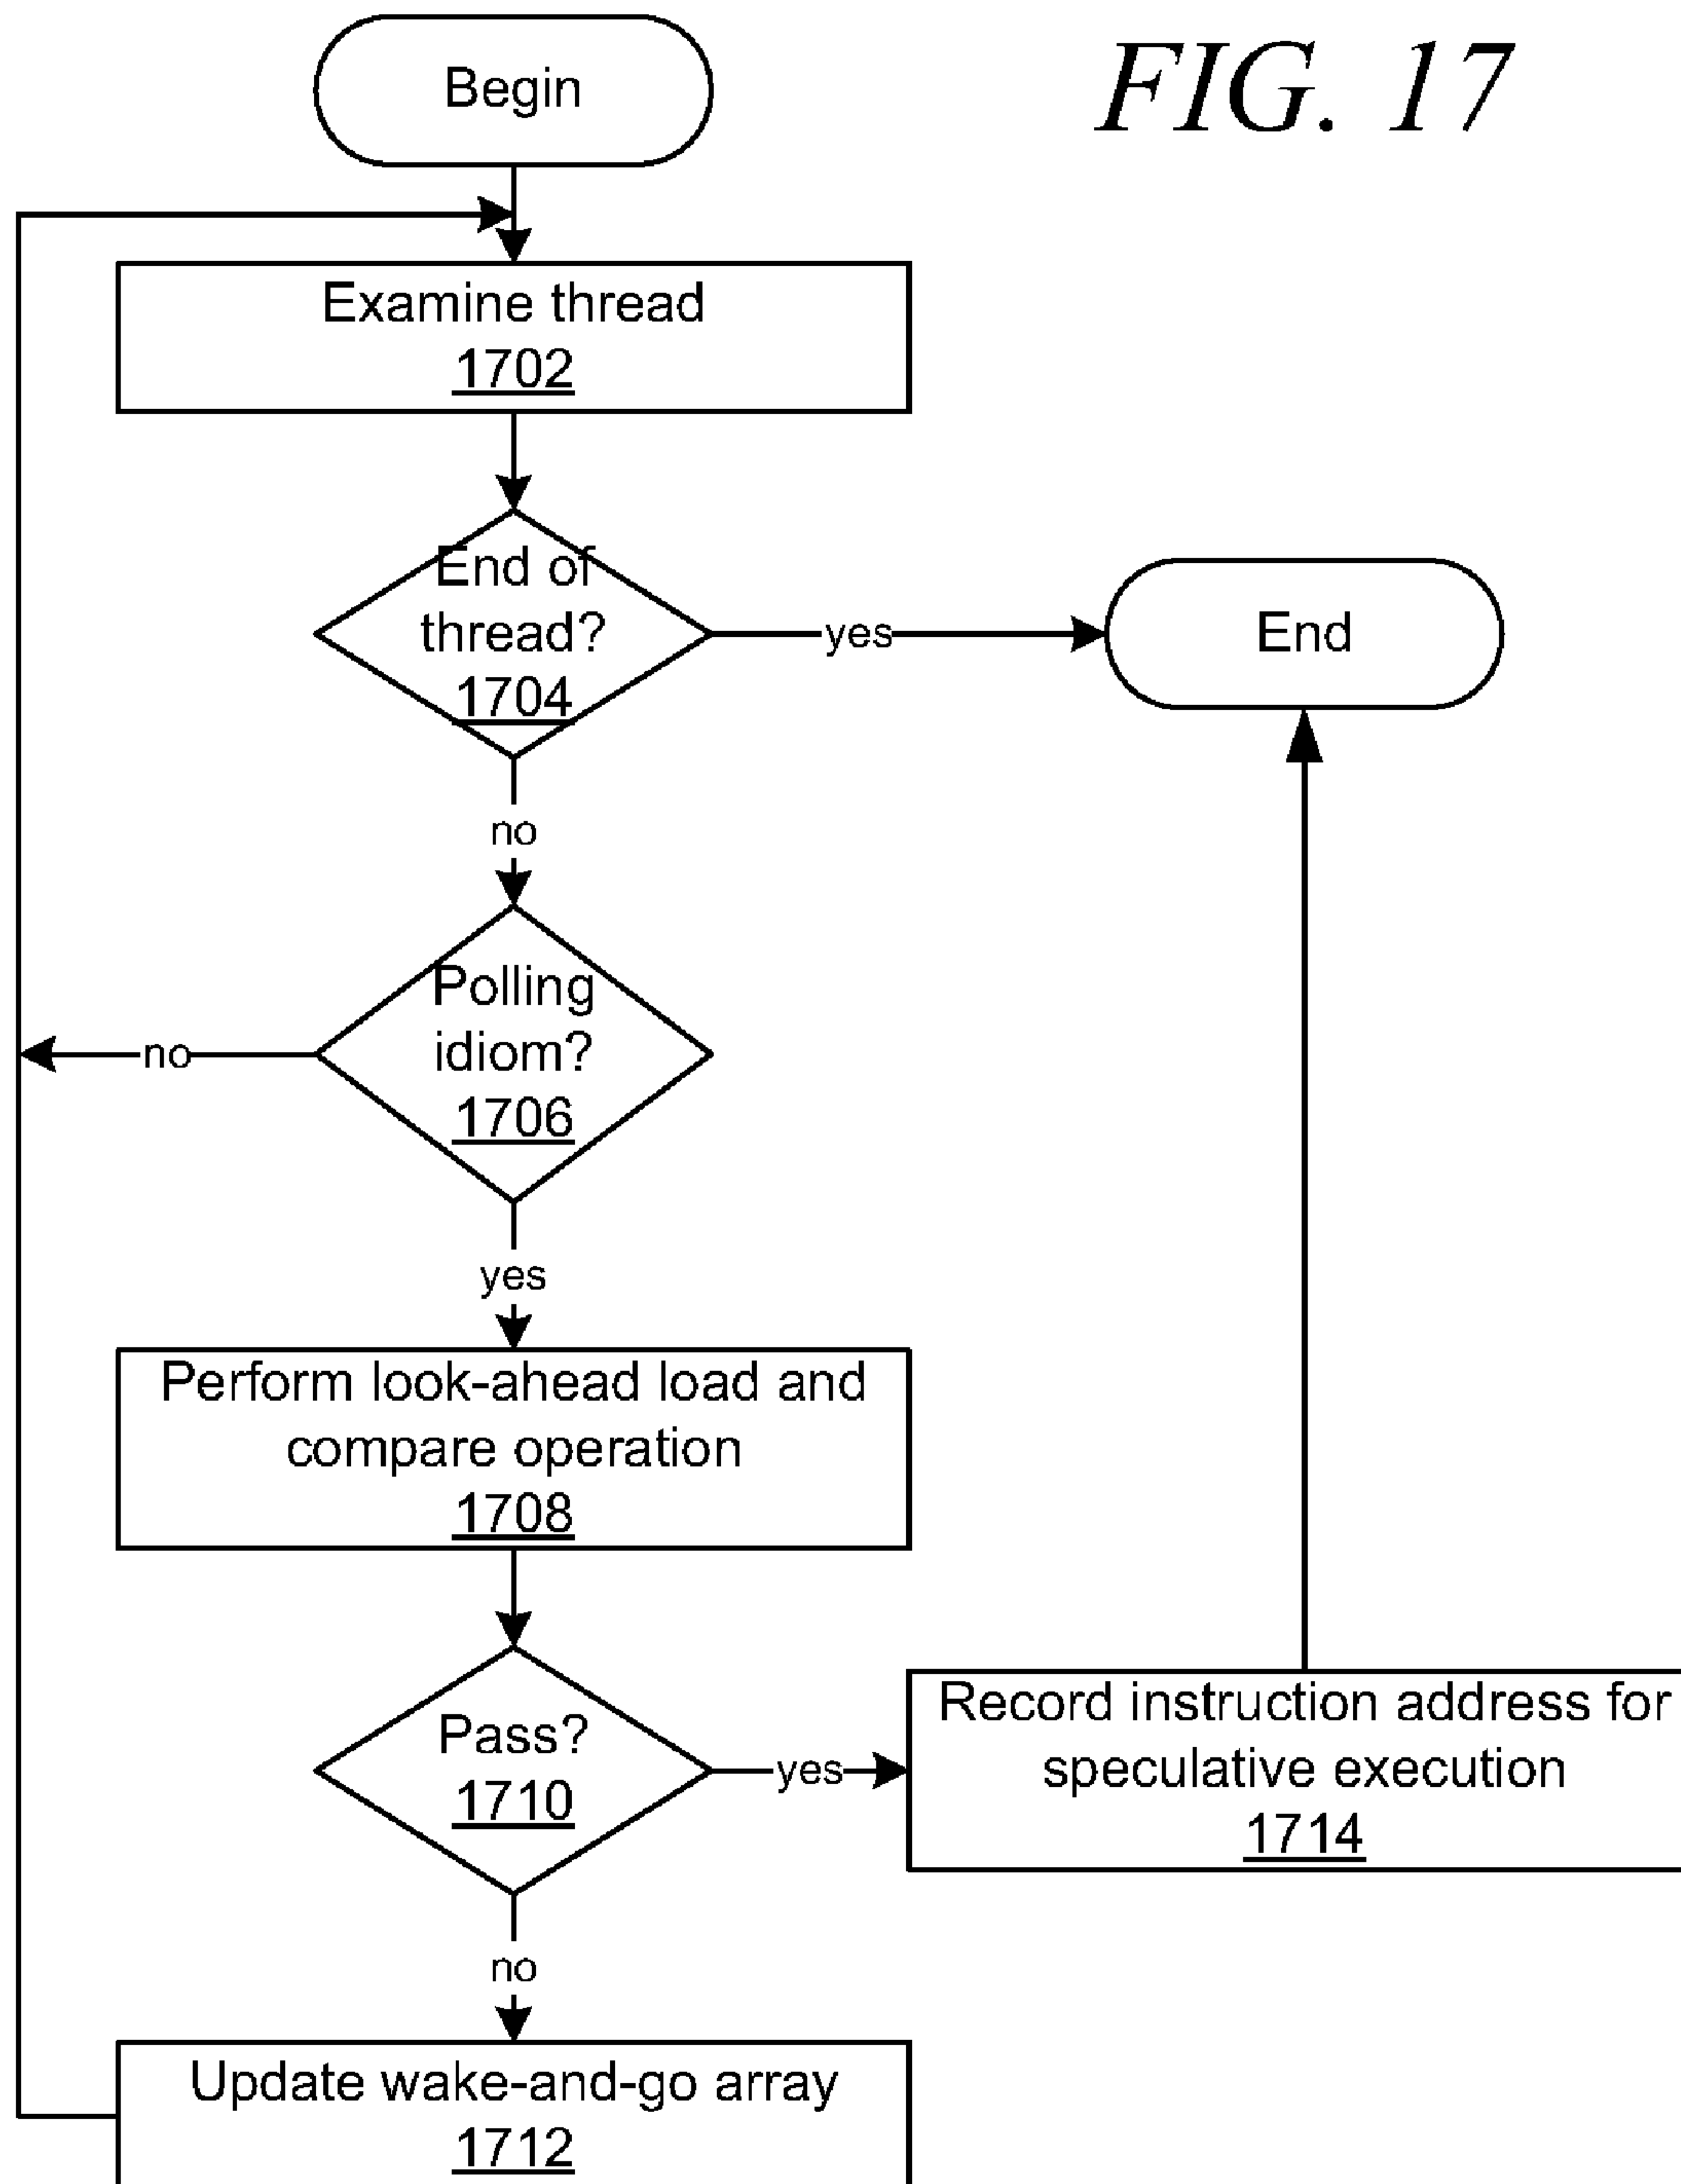 FIG. 17
Begin
Examine thread
1702
End of
thread?
1704
yes
End
no
Polling
idiom?
1706
no
yes
Perform look-ahead load and
compare operation
1708
Pass?
1710
yes
Record instruction address for
speculative execution
1714
no
Update wake-and-go array
1712